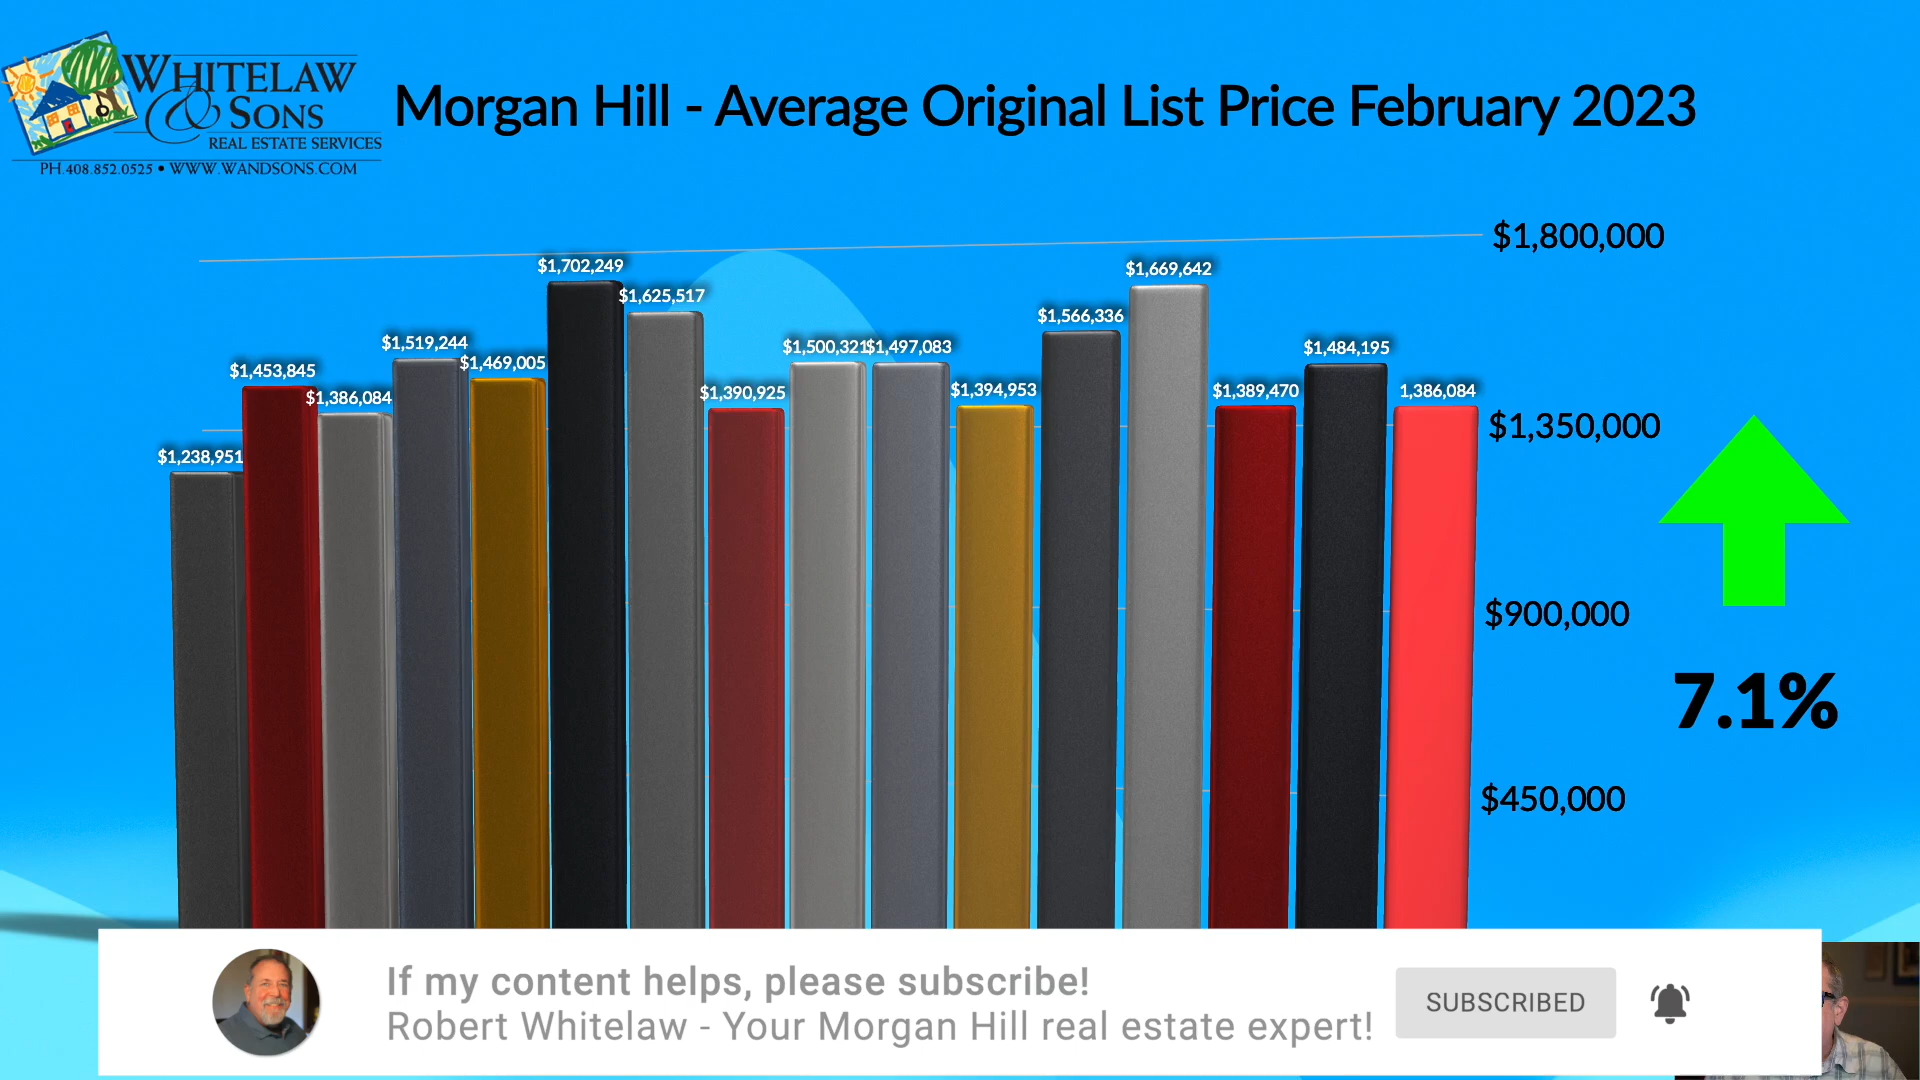 WHITELAW
& SONS
REAL ESTATE SERVICES
PH.408.852.0525 • WWW.WANDSONS.COM
Morgan Hill - Average Original List Price February 2023
$1,800,000
$1,702,249
$1,669,642
$1,625,517
$1,566,336
$1,519,244
$1,500,321
$1,497,083
$1,484,195
$1,469,005
$1,453,845
$1,386,084
$1,390,925
$1,394,953
$1,389,470
1,386,084
$1,350,000
$1,238,951
$900,000
7.1%
$450,000
If my content helps, please subscribe!
Robert Whitelaw - Your Morgan Hill real estate expert!
SUBSCRIBED